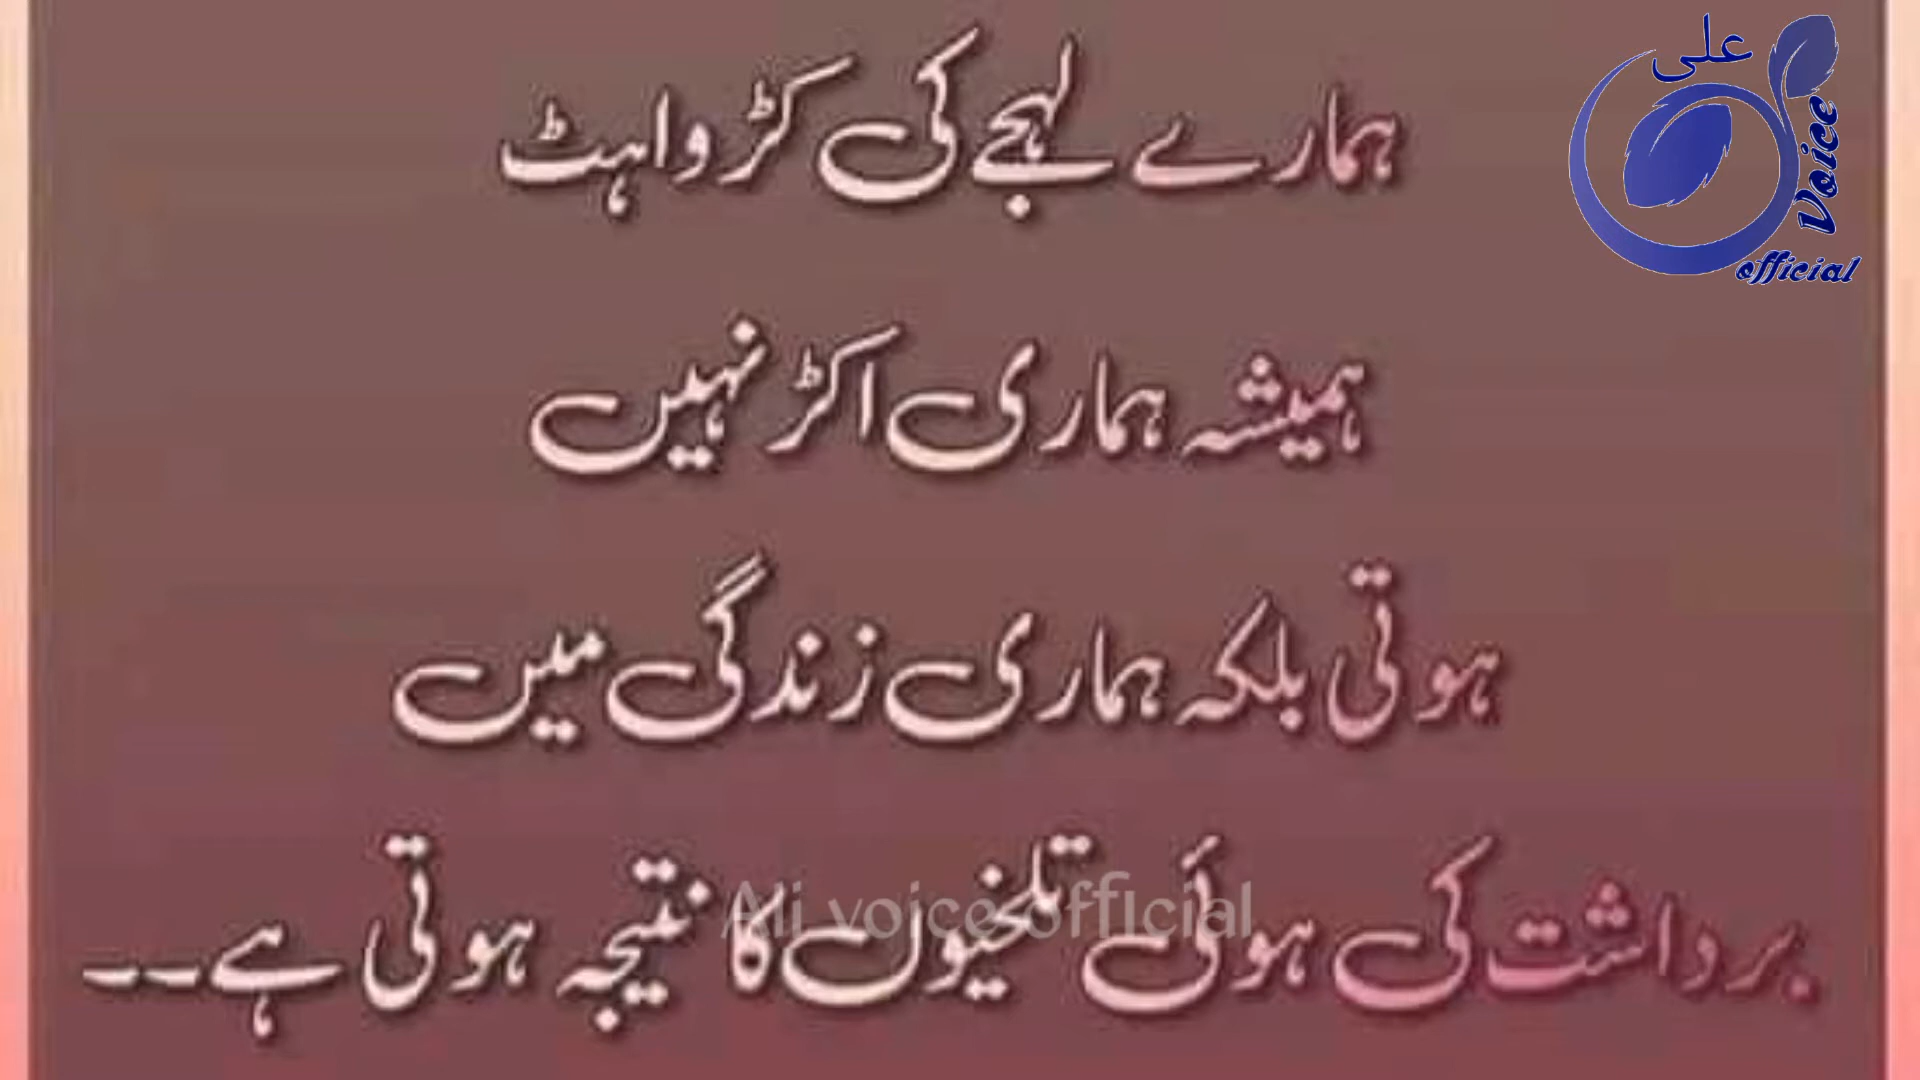 ہمارے لہجے کی کڑواہٹ
ہمیشہ ہماری اکڑ نہیں
ہوتی بلکہ ہماری زندگی میں
برداشت کی ہوئی تلخیوں کا نتیجہ ہوتی ہے۔۔۔
Ali voice official
علی
Voice
official